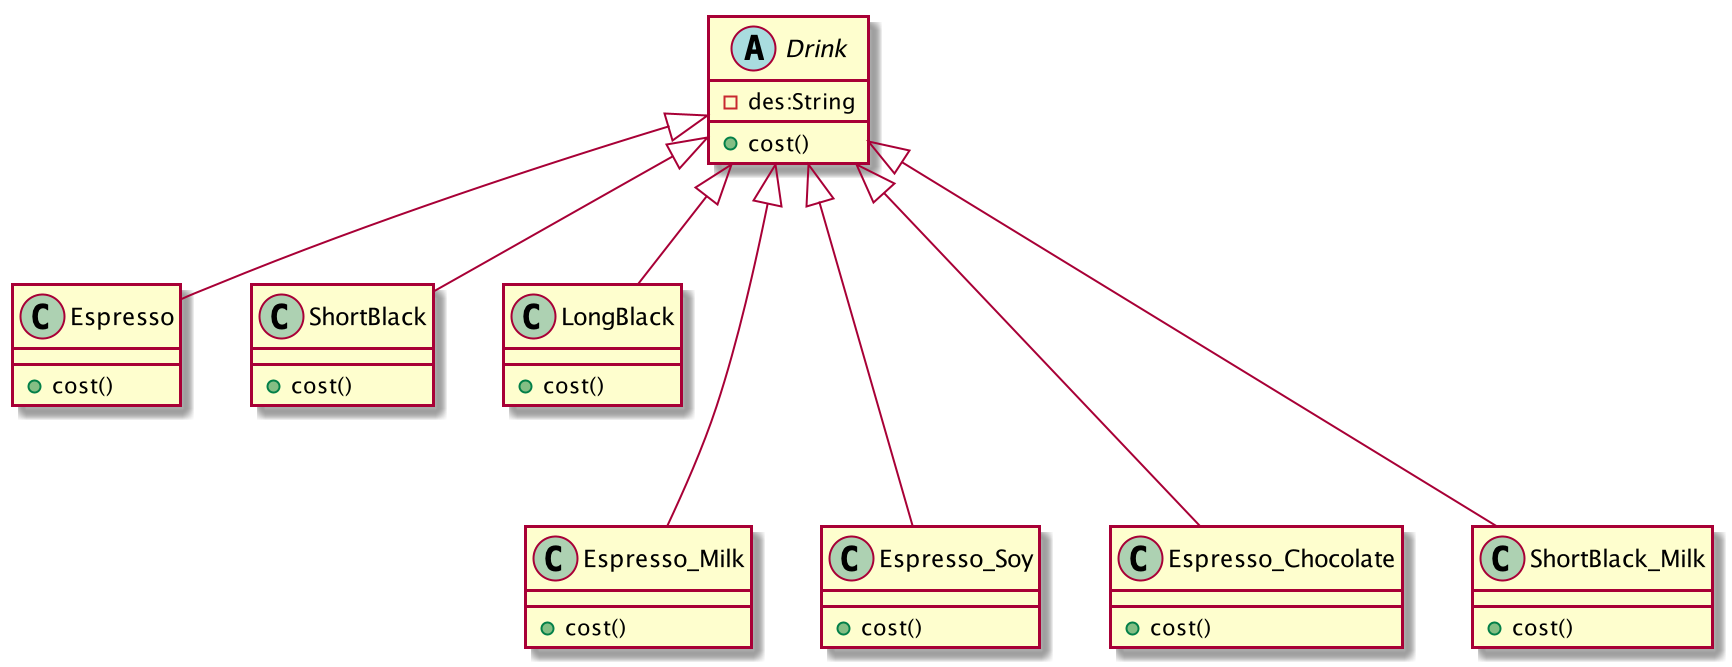 A Drink
des:String
cost()
C Espresso
cost()
C ShortBlack
cost()
C LongBlack
cost()
C Espresso_Milk
cost()
C Espresso_Soy
cost()
C Espresso_Chocolate
cost()
C ShortBlack_Milk
cost()